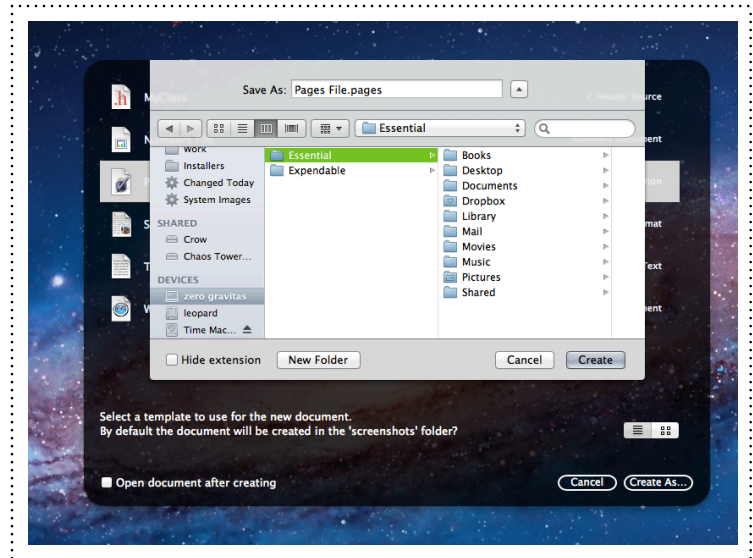 Save As: Pages File.pages
MyClass
C Header Source
Essential
Work
Installers
Changed Today
System Images
SHARED
Crow
Chaos Tower...
DEVICES
zero gravitas
leopard
Time Mac...
Essential
Expendable
Books
Desktop
Documents
Dropbox
Library
Mail
Movies
Music
Pictures
Shared
Hide extension
New Folder
Cancel
Create
Select a template to use for the new document.
By default the document will be created in the 'screenshots' folder?
Open document after creating
Cancel
Create As...